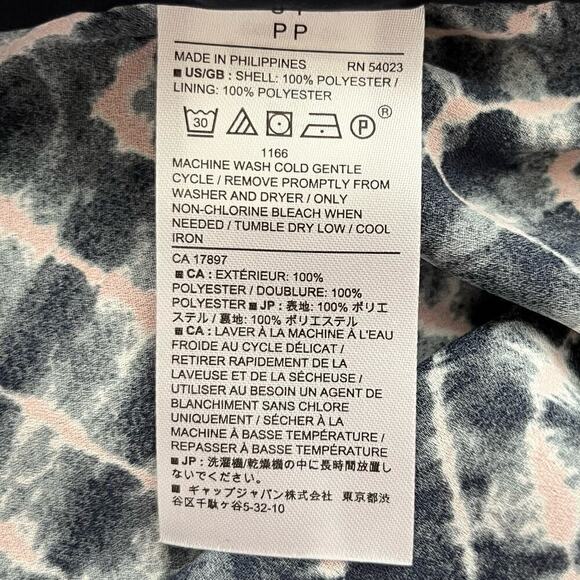 P P
MADE IN PHILIPPINES RN 54023
US/GB : SHELL: 100% POLYESTER /
LINING: 100% POLYESTER
30 P ®
1166
MACHINE WASH COLD GENTLE
CYCLE / REMOVE PROMPTLY FROM
WASHER AND DRYER / ONLY
NON-CHLORINE BLEACH WHEN
NEEDED / TUMBLE DRY LOW / COOL
IRON
CA 17897
CA : EXTÉRIEUR: 100%
POLYESTER / DOUBLURE: 100%
POLYESTER ■ JP : 表地: 100% ポリエ
ステル / 裏地: 100% ポリエステル
CA : LAVER À LA MACHINE À L'EAU
FROIDE AU CYCLE DÉLICAT /
RETIRER RAPIDEMENT DE LA
LAVEUSE ET DE LA SÉCHEUSE /
UTILISER AU BESOIN UN AGENT DE
BLANCHIMENT SANS CHLORE
UNIQUEMENT / SÉCHER À LA
MACHINE À BASSE TEMPÉRATURE /
REPASSER À BASSE TEMPÉRATURE
JP : 洗濯機/乾燥機の中に長時間放置し
ないでください。
ギャップジャパン株式会社 東京都渋
谷区千駄ヶ谷5-32-10